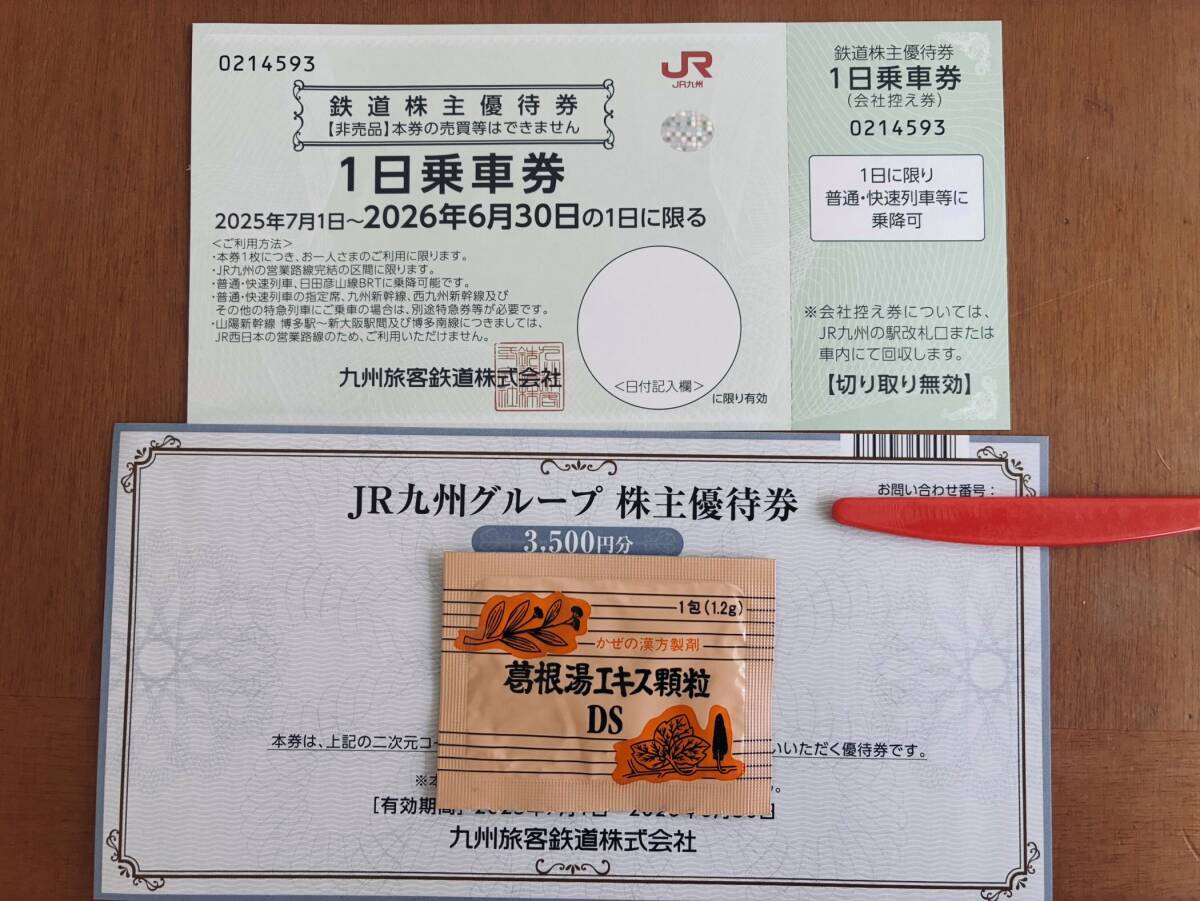 0214593
JR
JR九州
鉄道株主優待券
【非売品】本券の売買等はできません
1日乗車券
2025年7月1日~2026年6月30日の1日に限る
<ご利用方法>
・本券1枚につき、お一人さまのご利用に限ります。
・JR九州の営業路線完結の区間に限ります。
・普通・快速列車、日田彦山線BRTに乗降可能です。
・普通・快速列車の指定席、九州新幹線、西九州新幹線及び
その他の特急列車にご乗車の場合は、別途特急券等が必要です。
・山陽新幹線 博多駅~新大阪駅間及び博多南線につきましては、
JR西日本の営業路線のため、ご利用いただけません。
九州旅客鉄道株式会社
<日付記入欄>
に限り有効
鉄道株主優待券
1日乗車券
(会社控え券)
0214593
1日に限り
普通・快速列車等に
乗降可
※会社控え券については、
JR九州の駅改札口または
車内にて回収します。
【切り取り無効】
JR九州グループ 株主優待券
お問い合わせ番号:
3,500円分
1包(1.2g)
かぜの漢方製剤
葛根湯エキス顆粒
DS
本券は、上記の二次元コー
いいただく優待券です。
[有効期間]
九州旅客鉄道株式会社